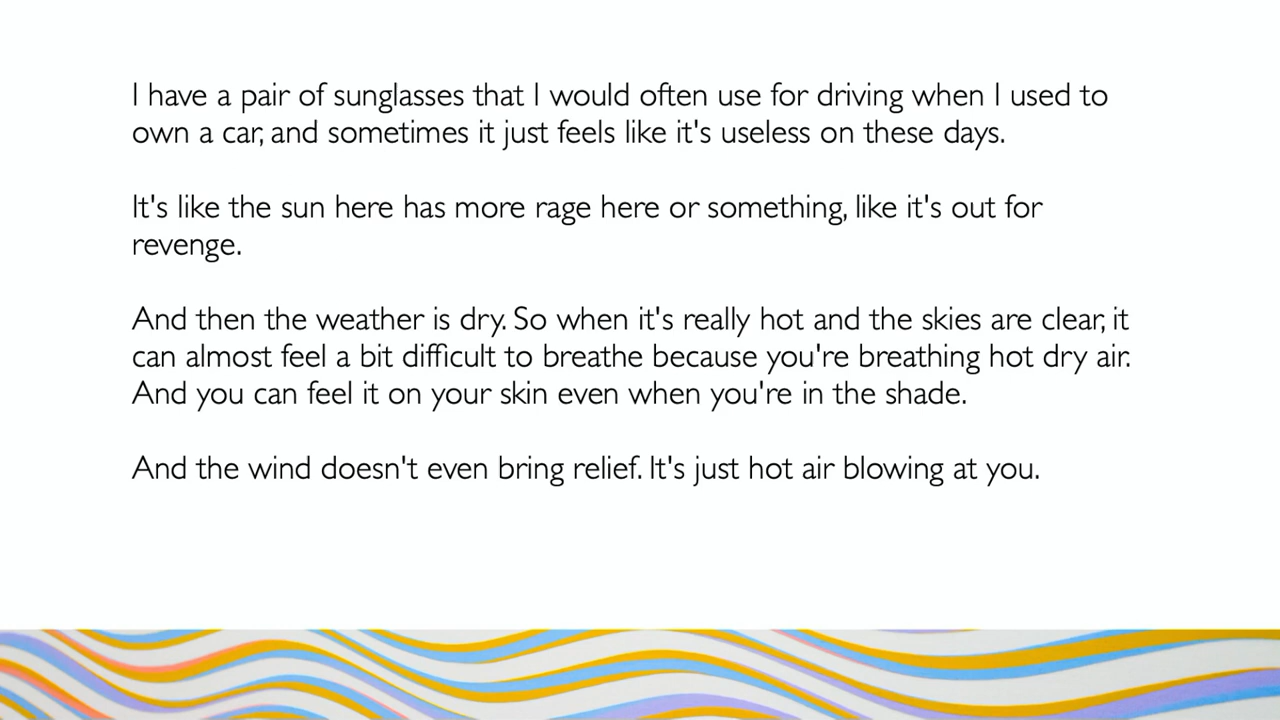 I have a pair of sunglasses that I would often use for driving when I used to
own a car, and sometimes it just feels like it's useless on these days.
It's like the sun here has more rage here or something, like it's out for
revenge.
And then the weather is dry. So when it's really hot and the skies are clear, it
can almost feel a bit difficult to breathe because you're breathing hot dry air.
And you can feel it on your skin even when you're in the shade.
And the wind doesn't even bring relief. It's just hot air blowing at you.